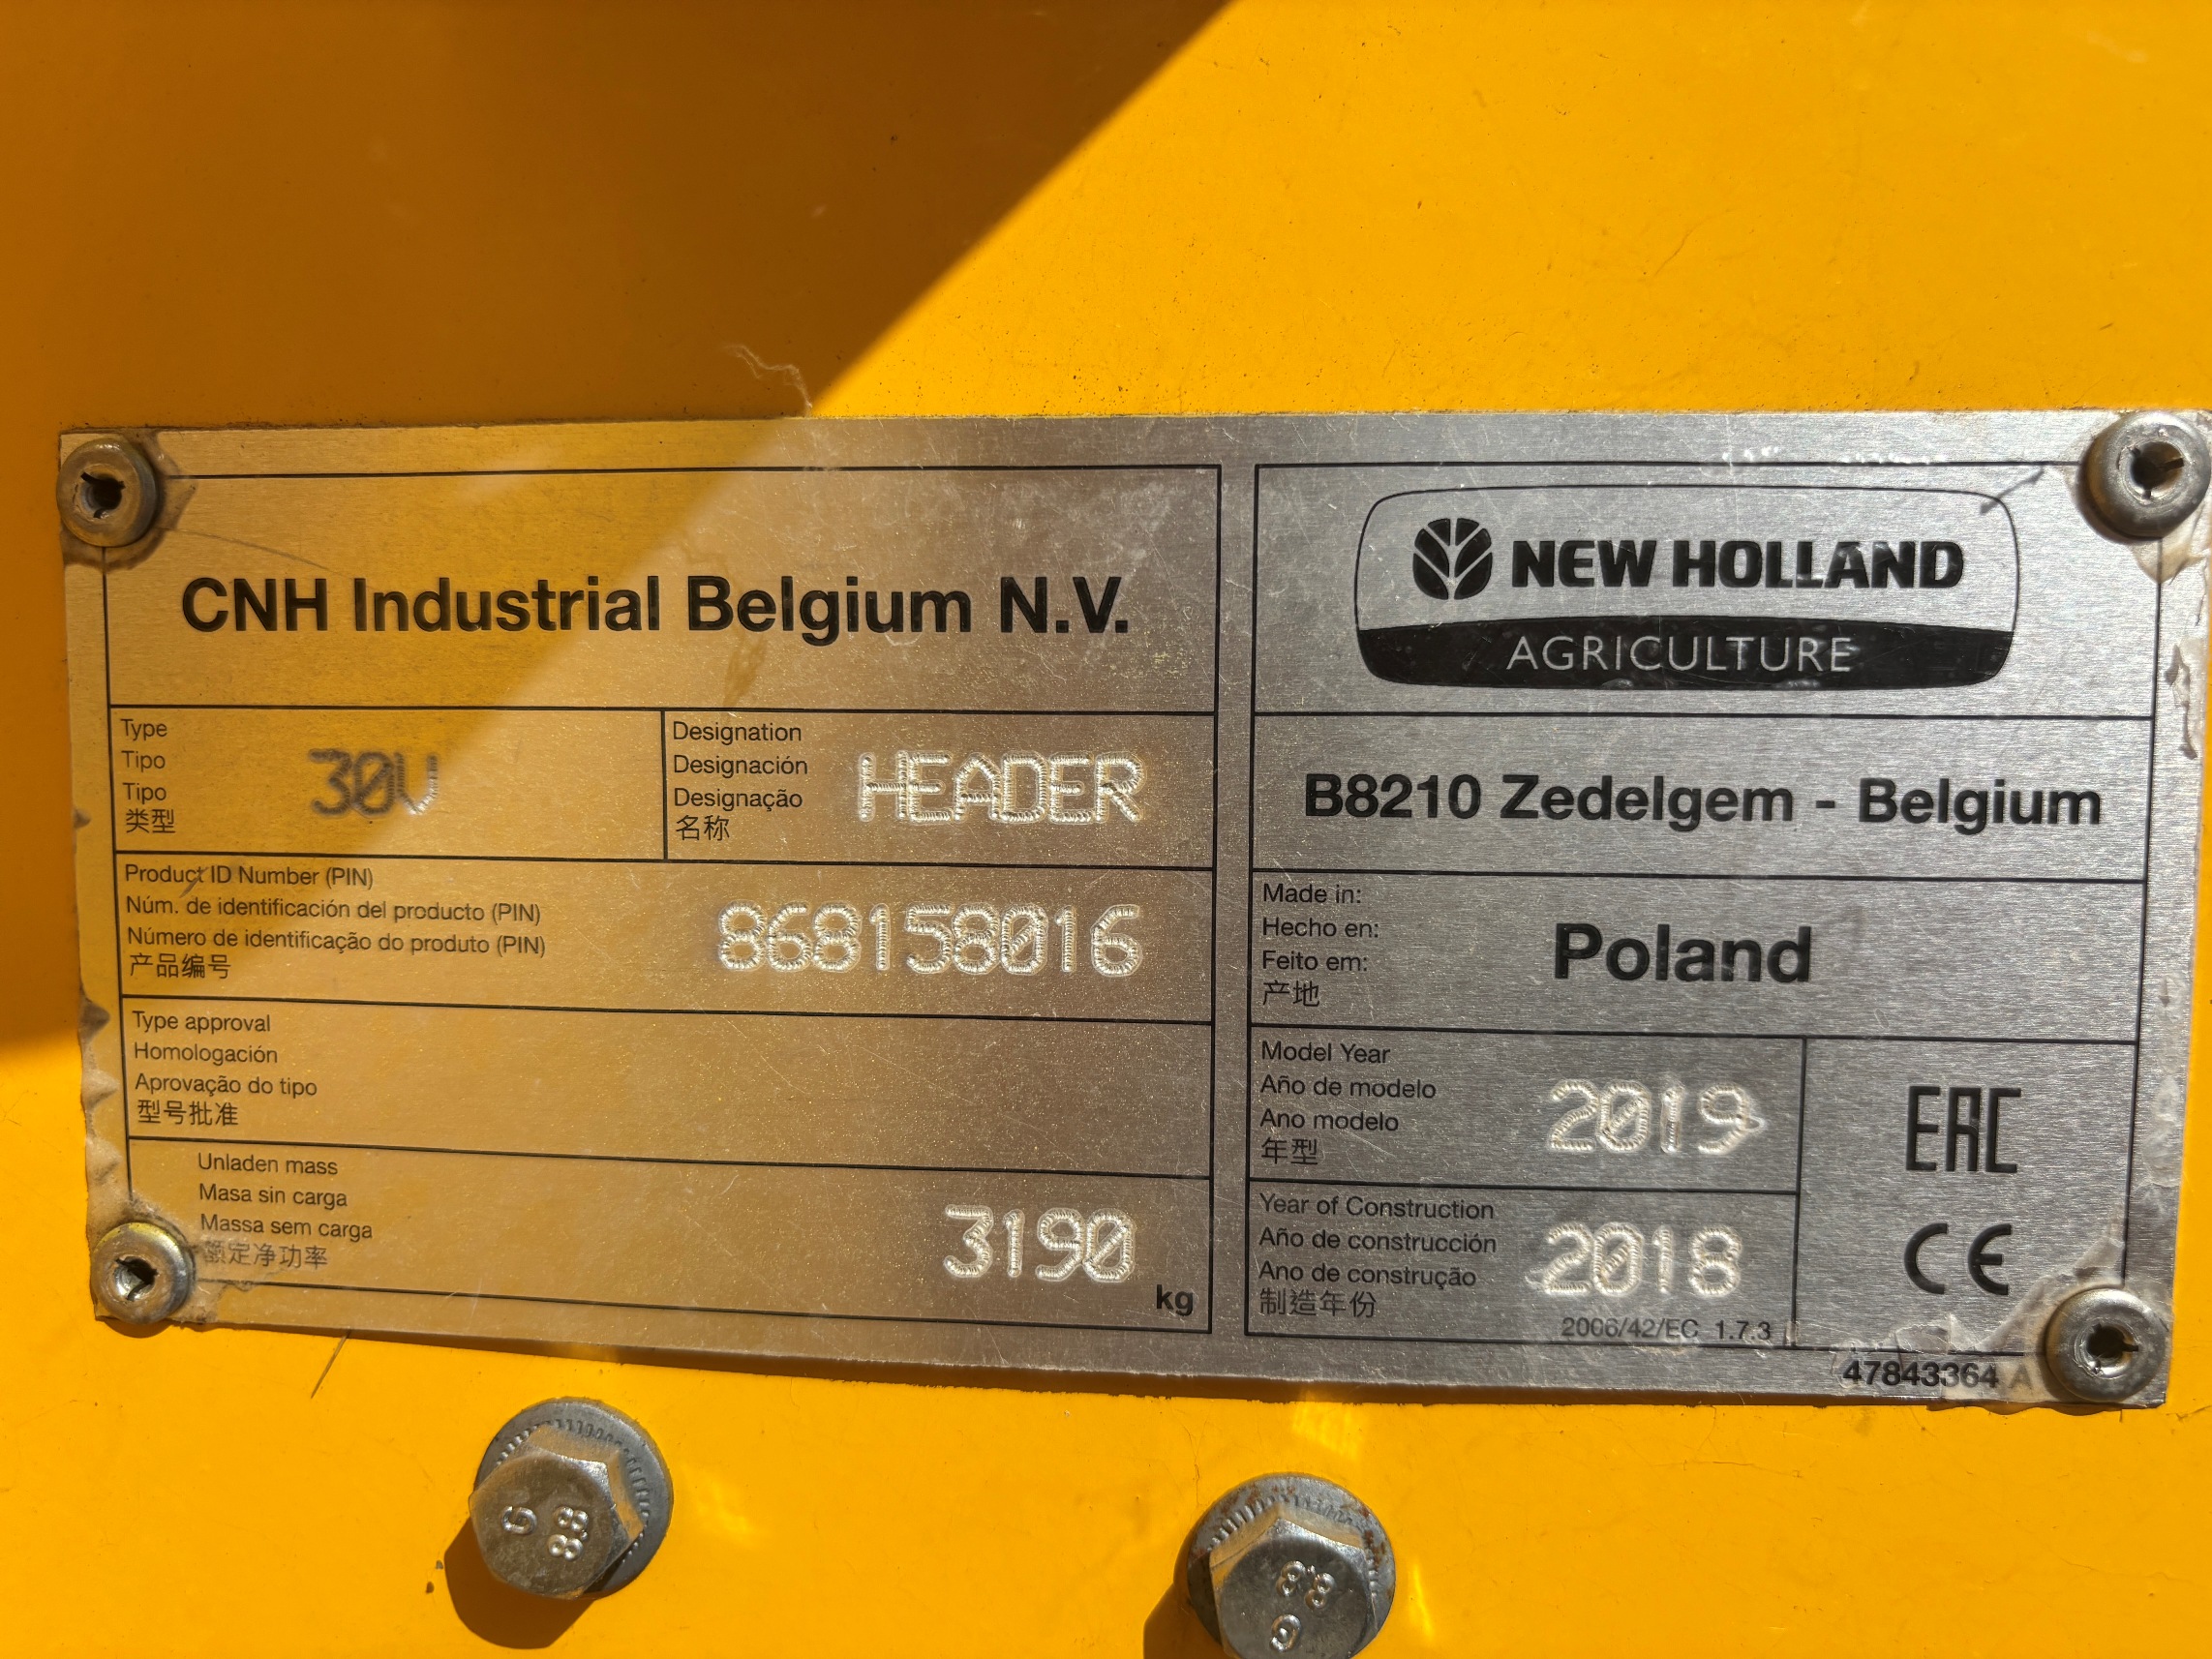 CNH Industrial Belgium N.V.
Type
Tipo
Tipo
类型
30V
Designation
Designación
Designação
名称
HEADER
Product ID Number (PIN)
Núm. de identificación del producto (PIN)
Número de identificação do produto (PIN)
产品编号
868158016
Type approval
Homologación
Aprovação do tipo
型号批准
Unladen mass
Masa sin carga
Massa sem carga
额定净功率
3190
kg
NEW HOLLAND
AGRICULTURE
B8210 Zedelgem - Belgium
Made in:
Hecho en:
Feito em:
产地
Poland
Model Year
Año de modelo
Ano modelo
年型
2019
Year of Construction
Año de construcción
Ano de construção
制造年份
2018
2006/42/EC 1.7.3
EAC
CE
47843364 A
6
88
8.8